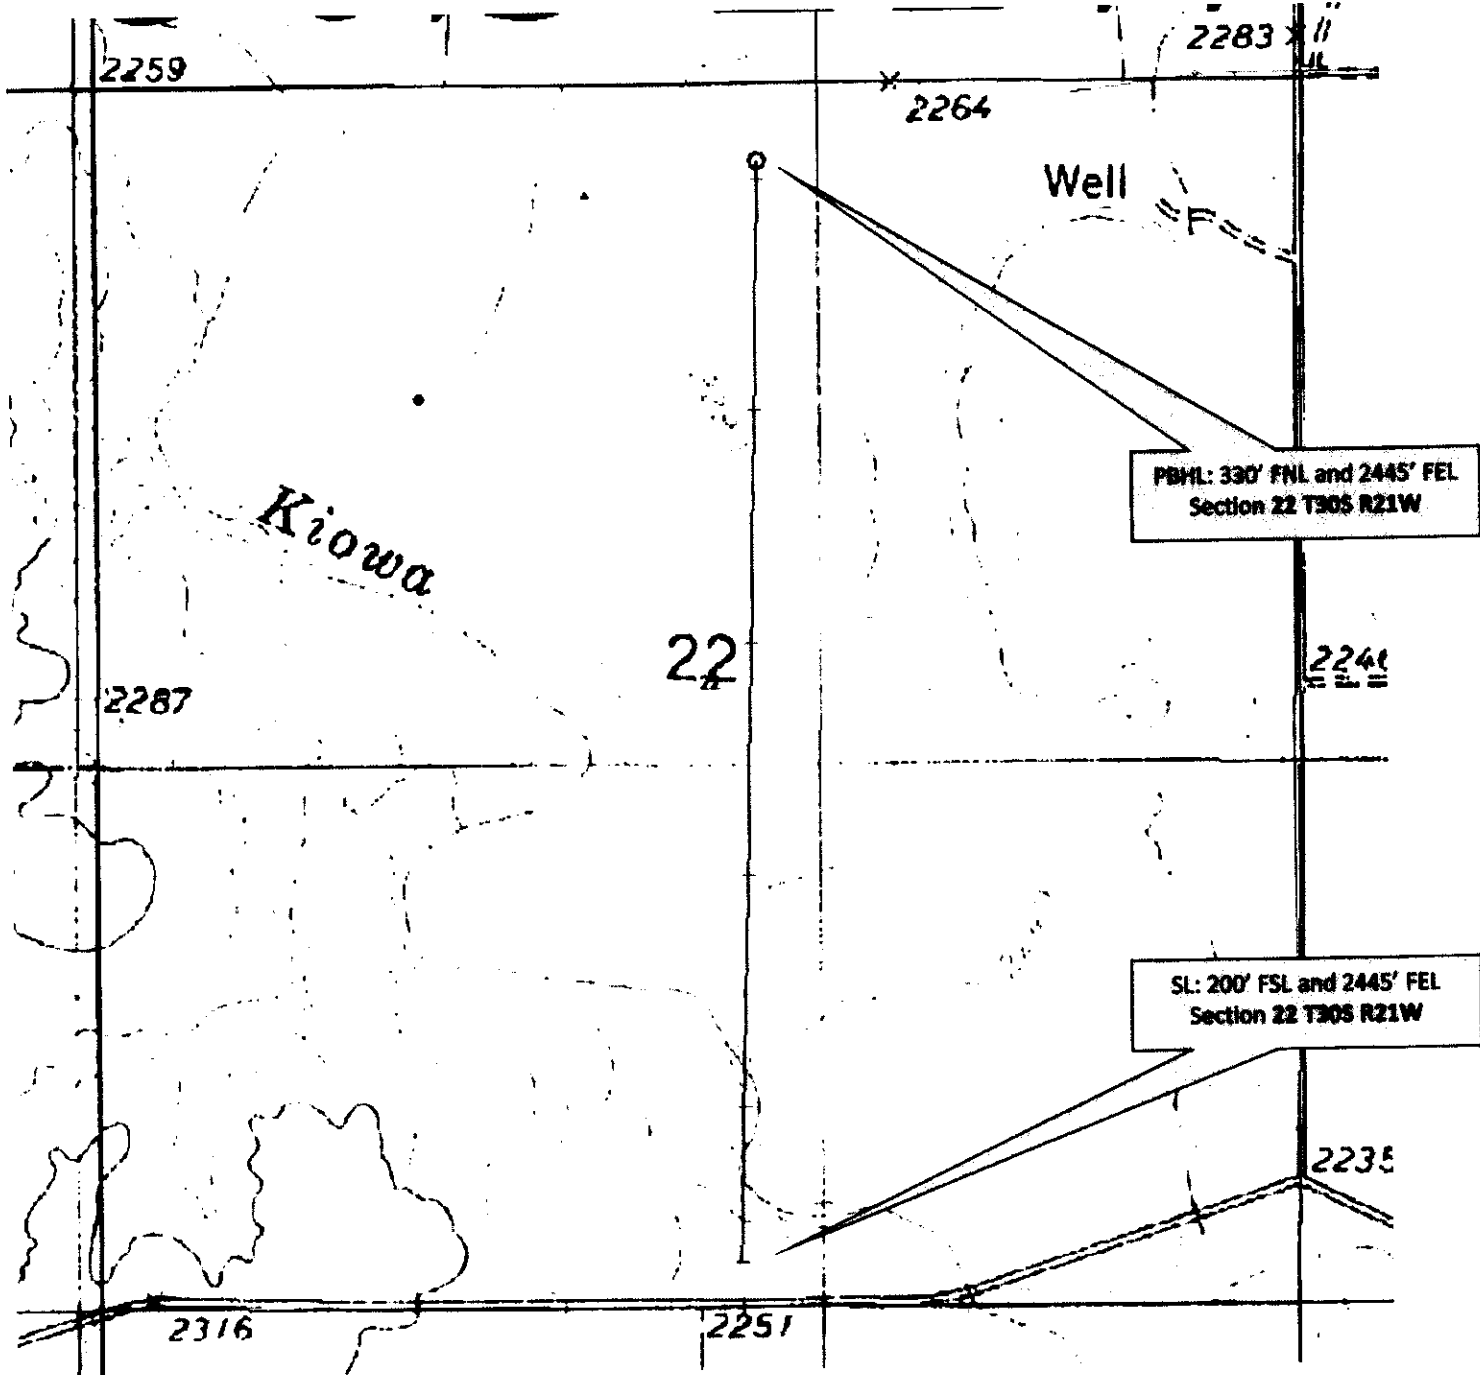 2283
2259
2264
Well
PBHL: 330' FNL and 2445' FEL
Section 22 T30S R21W
Kiowa
22
2287
SL: 200' FSL and 2445' FEL
Section 22 T30S R21W
2316
2251